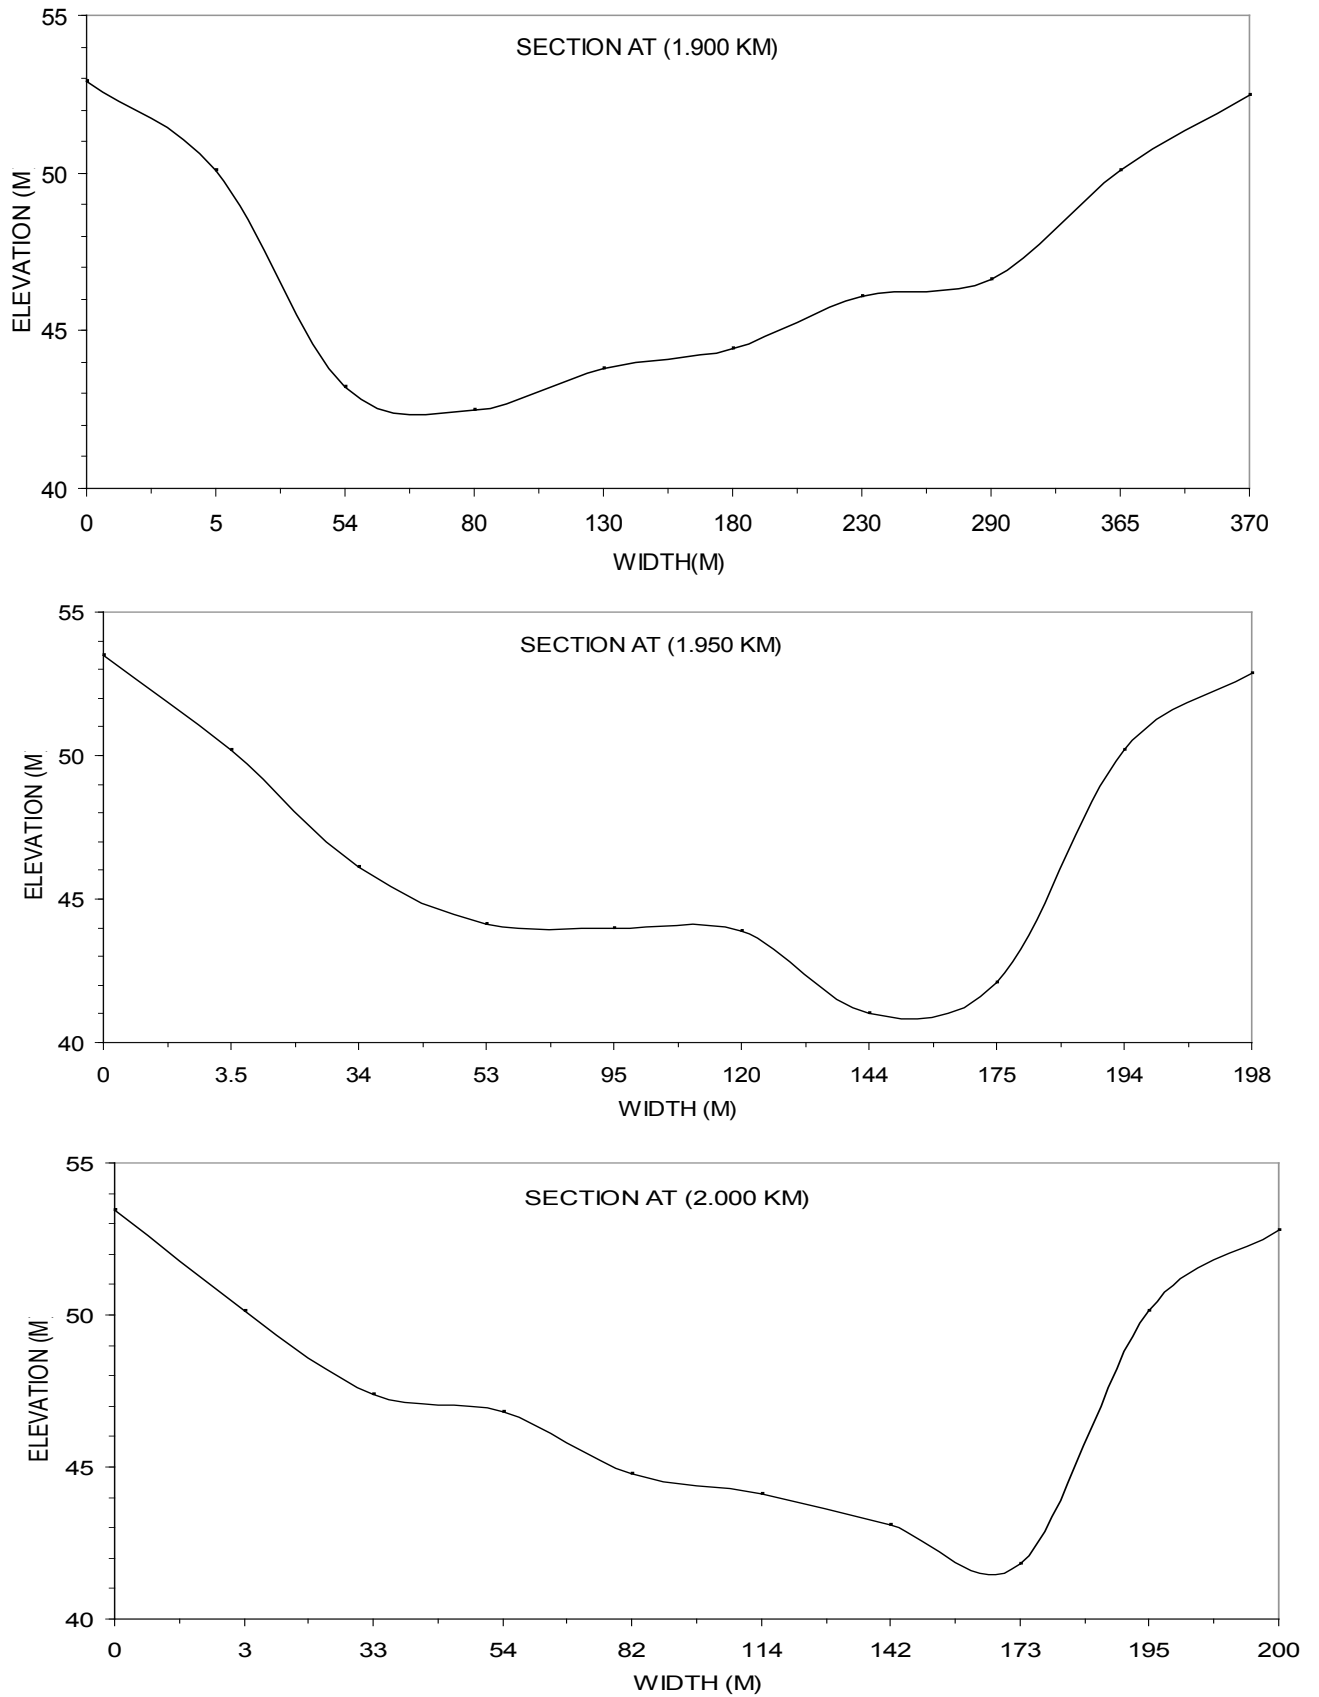 55
SECTION AT (1.900 KM)
50
45
40
ELEVATION (M
0 5 54 80 130 180 230 290 365 370
WIDTH(M)
55
SECTION AT (1.950 KM)
50
45
40
ELEVATION (M
0 3.5 34 53 95 120 144 175 194 198
WIDTH (M)
55
SECTION AT (2.000 KM)
50
45
40
ELEVATION (M
0 3 33 54 82 114 142 173 195 200
WIDTH (M)